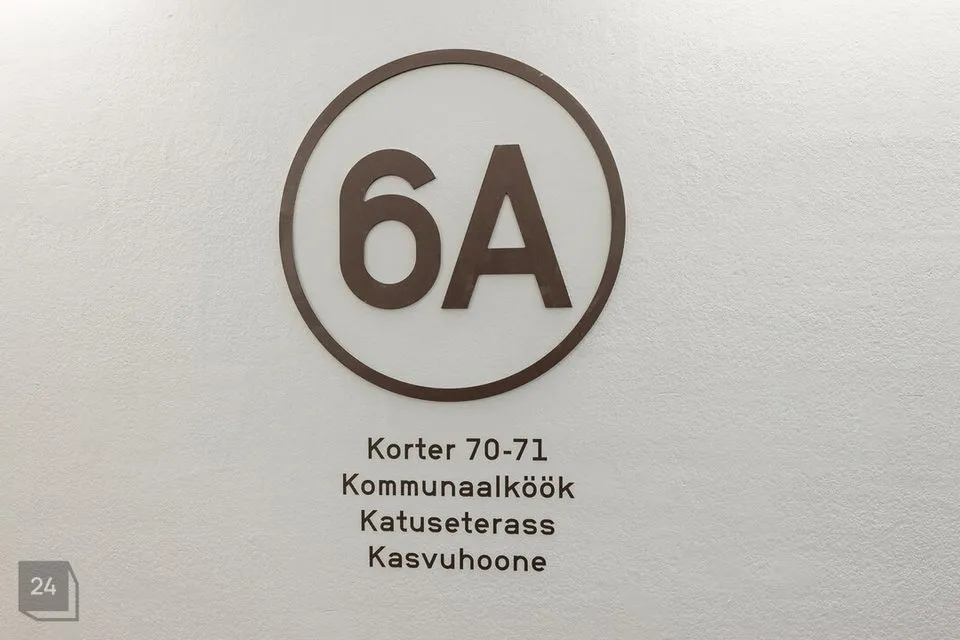 6A
Korter 70-71
Kommunaalköök
Katuseterass
Kasvuhoone
24